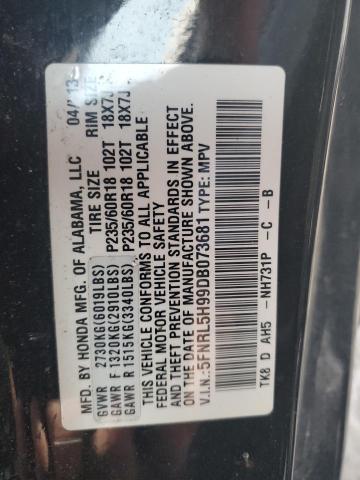 MFD. BY HONDA MFG. OF ALABAMA, LLC 04/ 13
TIRE SIZE RIM SIZE
GVWR 2730KG(6019LBS)
GAWR F 1320KG(2910LBS) P235/60R18 102T 18X7J
GAWR R 1515KG(3340LBS) P235/60R18 102T 18X7J
THIS VEHICLE CONFORMS TO ALL APPLICABLE
FEDERAL MOTOR VEHICLE SAFETY
AND THEFT PREVENTION STANDARDS IN EFFECT
ON THE DATE OF MANUFACTURE SHOWN ABOVE.
V.I.N.:5FNRL5H99DB073681 TYPE: MPV
TK8 D AH5 -NH731P -C -B